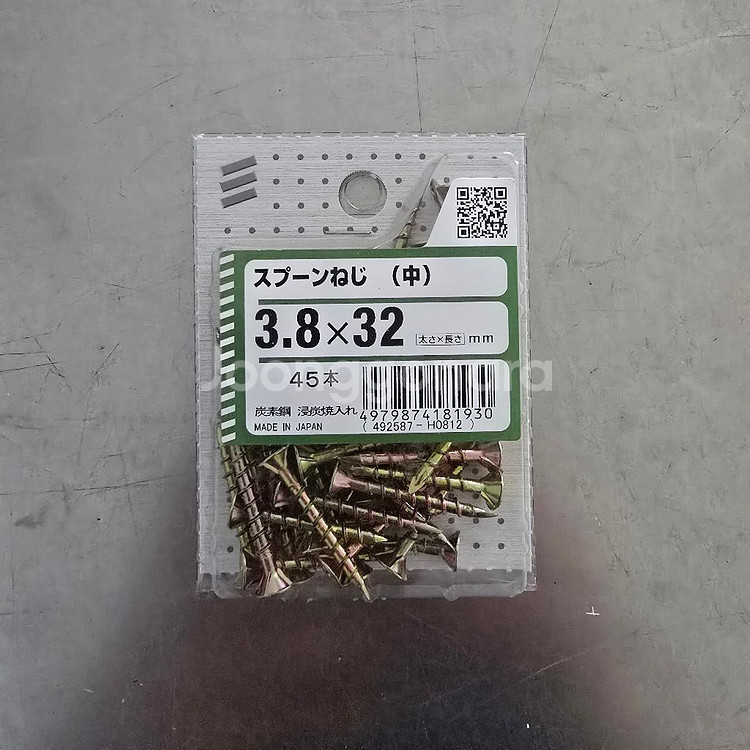 スプーンねじ (中)
3.8×32 太さ×長さ mm
45本
炭素鋼 浸炭焼入れ
MADE IN JAPAN
4979874181930
(492587-H0812)
Joonggonara